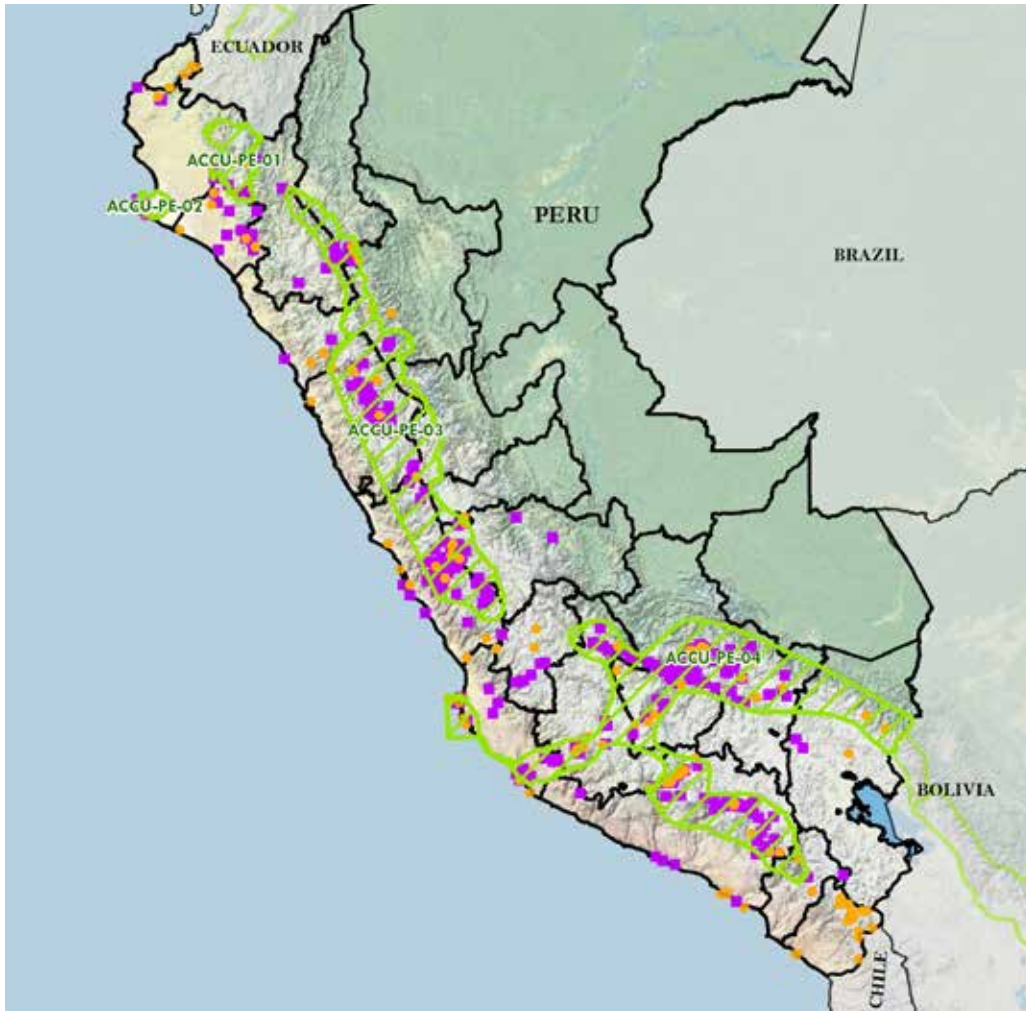 ECUADOR
ACCU-PE-01
ACCU-PE-02
PERU
BRAZIL
ACCU-PE-03
ACCU-PE-04
BOLIVIA
CHILE